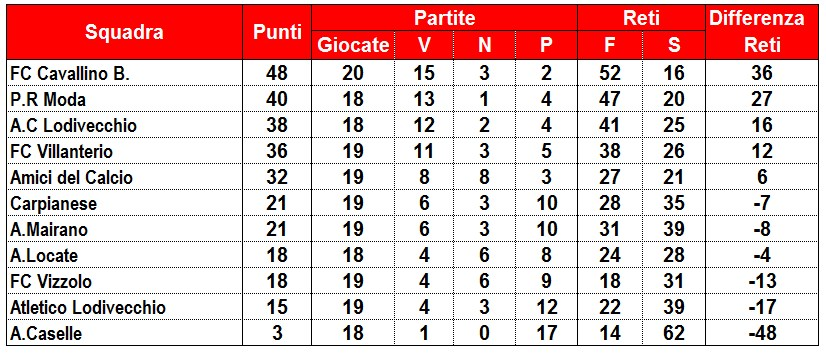 Squadra Punti Partite Reti Differenza Reti
Giocate V N P F S
FC Cavallino B. 48 20 15 3 2 52 16 36
P.R Moda 40 18 13 1 4 47 20 27
A.C Lodivecchio 38 18 12 2 4 41 25 16
FC Villanterio 36 19 11 3 5 38 26 12
Amici del Calcio 32 19 8 8 3 27 21 6
Carpianese 21 19 6 3 10 28 35 -7
A.Mairano 21 19 6 3 10 31 39 -8
A.Locate 18 18 4 6 8 24 28 -4
FC Vizzolo 18 19 4 6 9 18 31 -13
Atletico Lodivecchio 15 19 4 3 12 22 39 -17
A.Caselle 3 18 1 0 17 14 62 -48